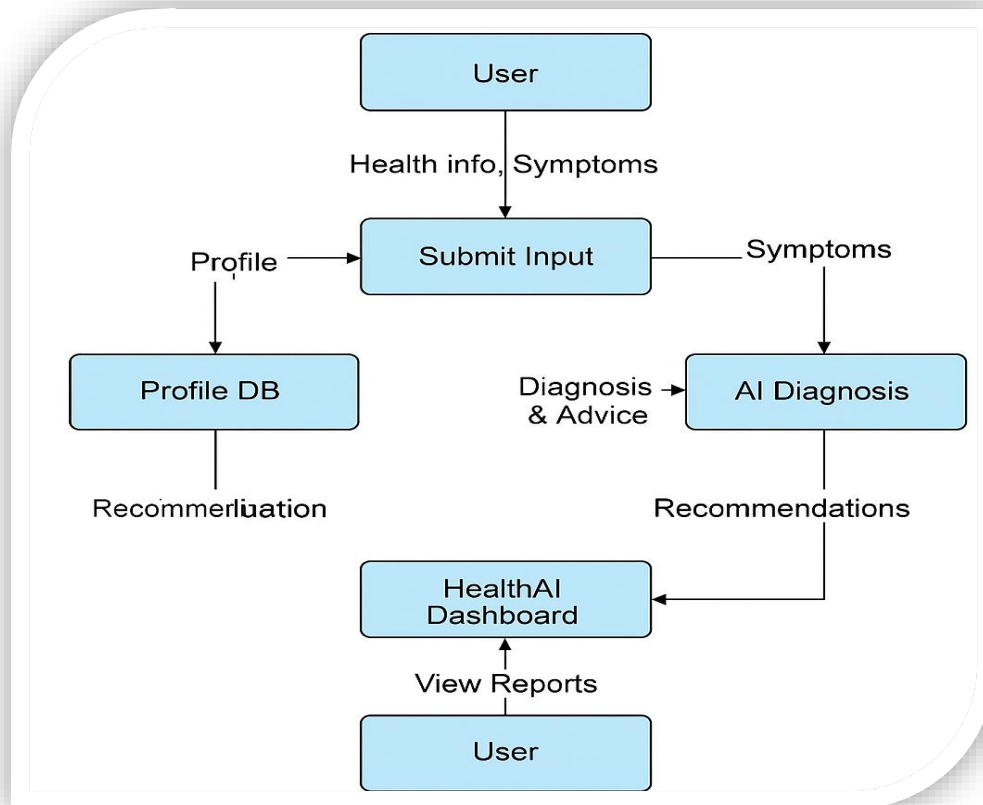 User
Health info, Symptoms
Submit Input
Symptoms
Profile
Profile DB
Diagnosis
& Advice
AI Diagnosis
Recommendations
HealthAI
Dashboard
View Reports
User